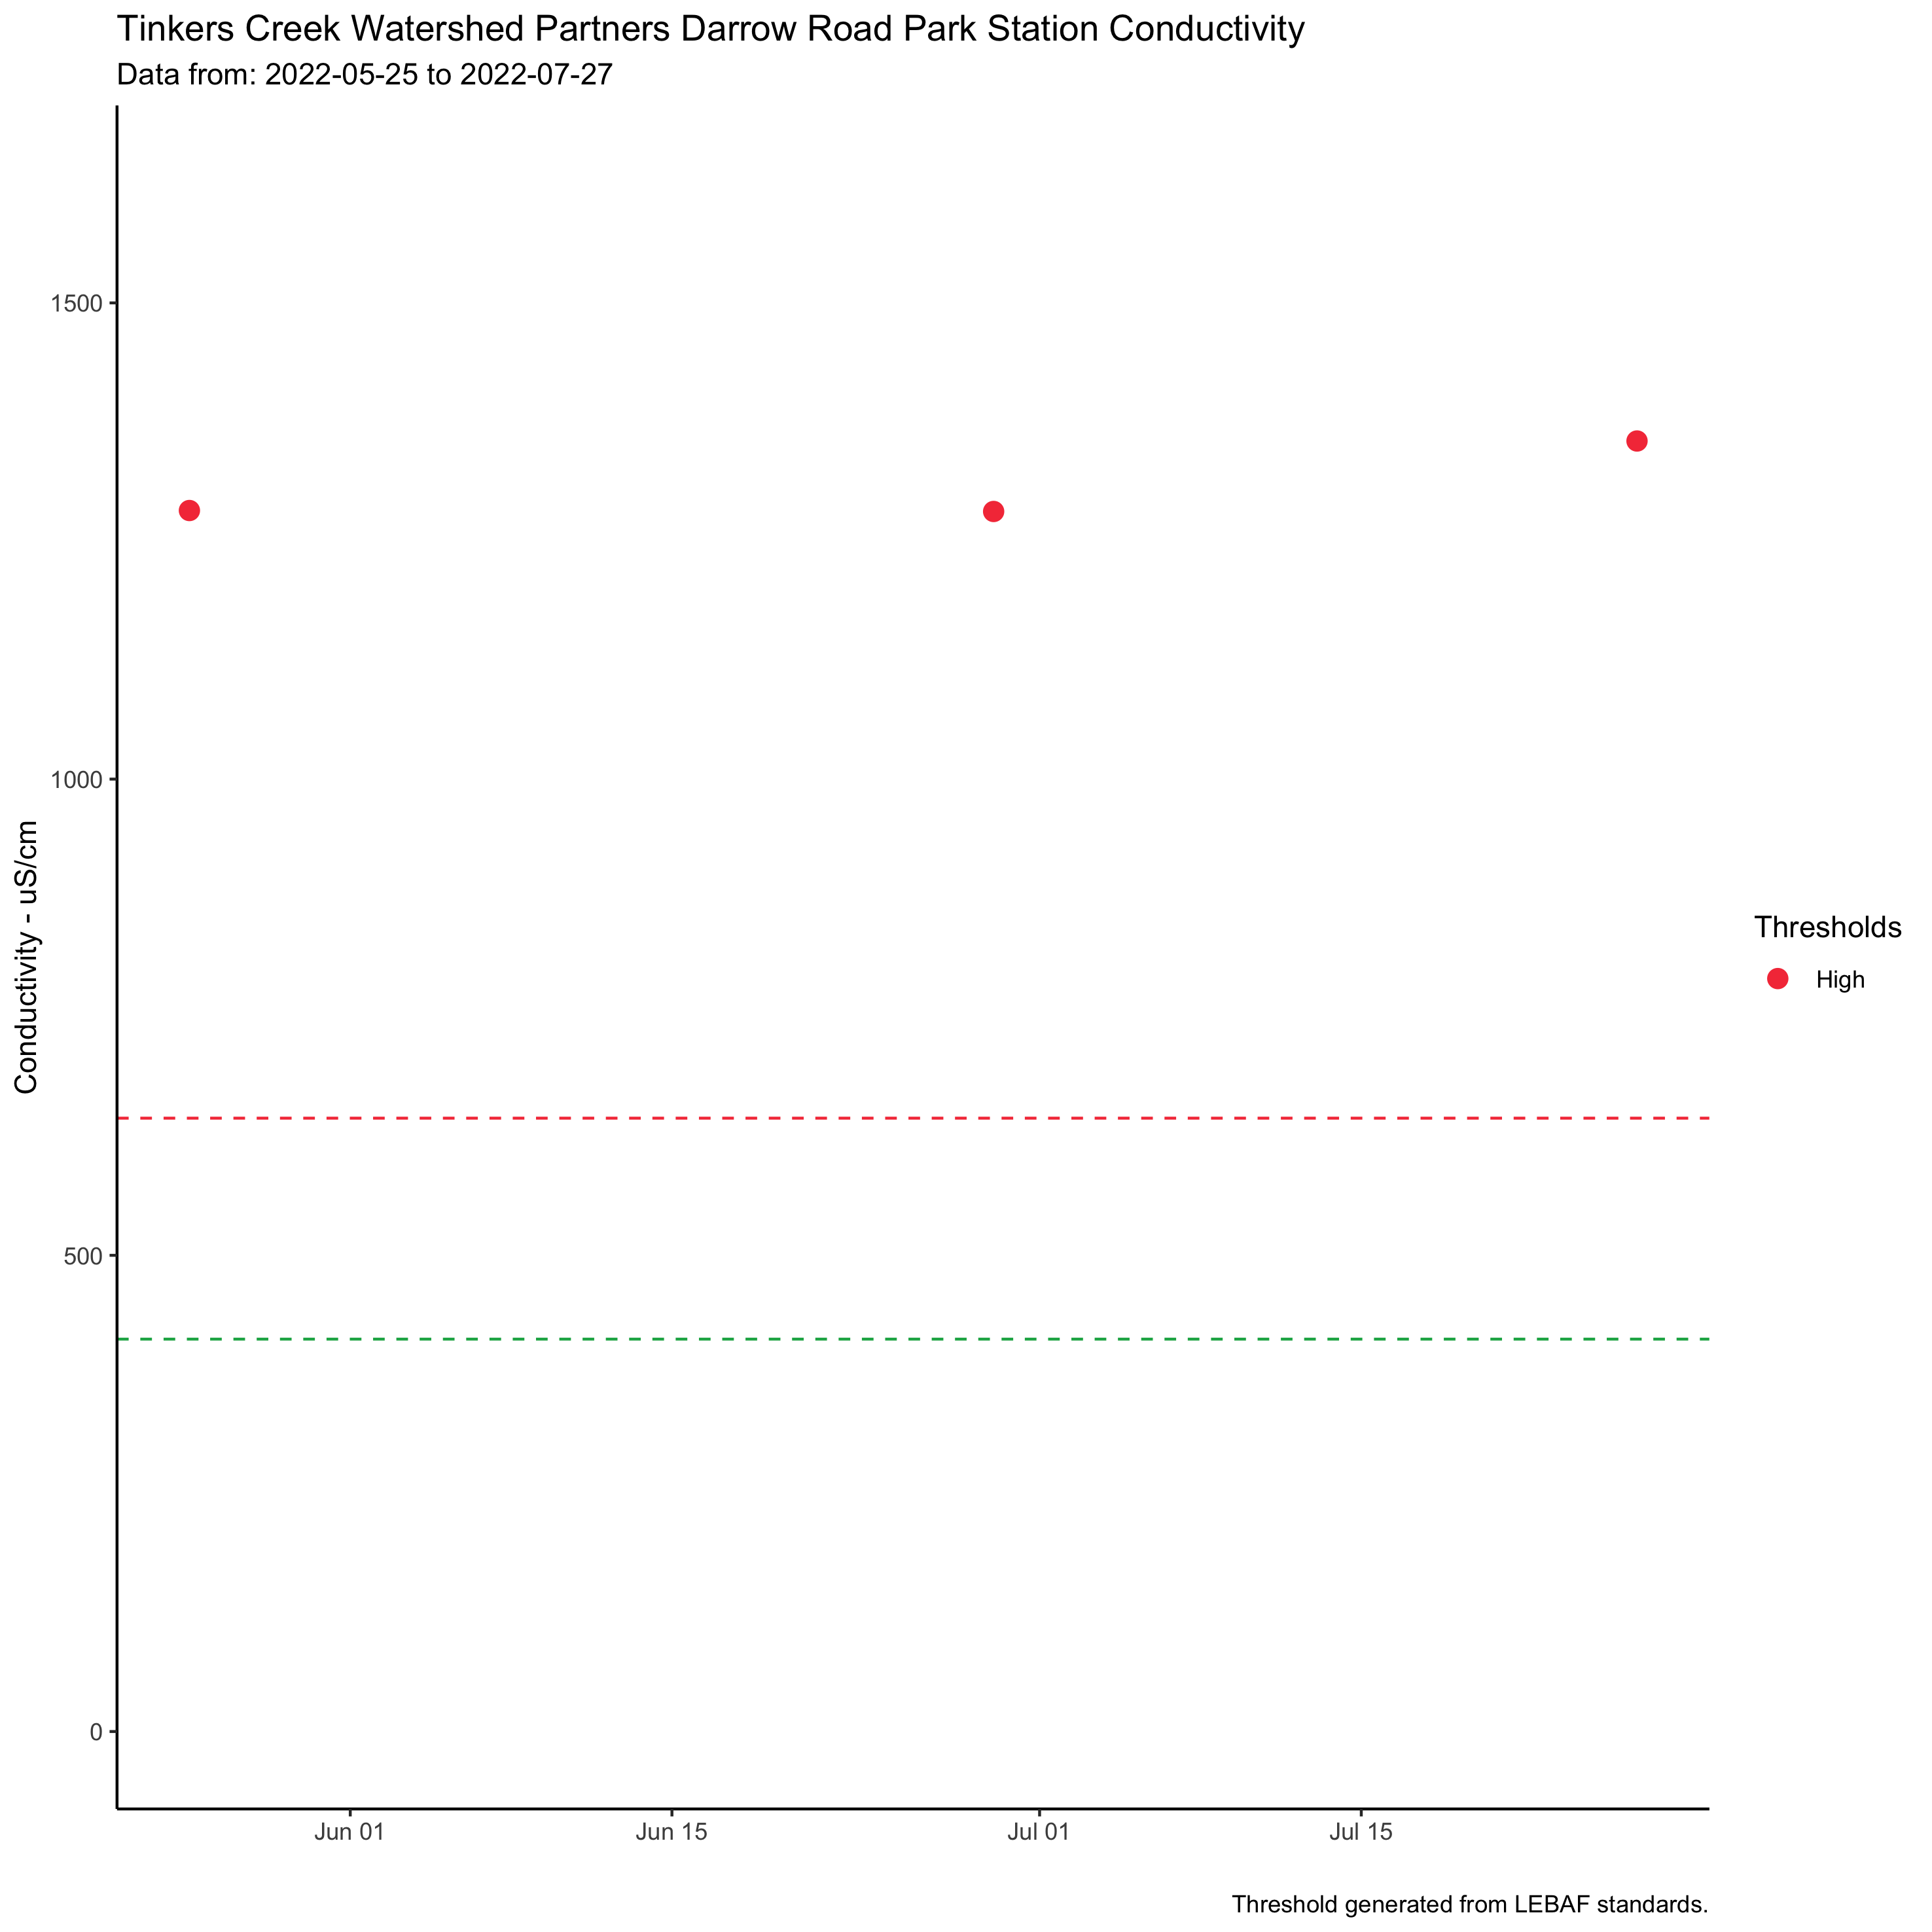 Tinkers Creek Watershed Partners Darrow Road Park Station Conductivity
Data from: 2022-05-25 to 2022-07-27
1500
1000
500
0
Conductivity - uS/cm
Thresholds
High
Jun 01
Jun 15
Jul 01
Jul 15
Threshold generated from LEBAF standards.